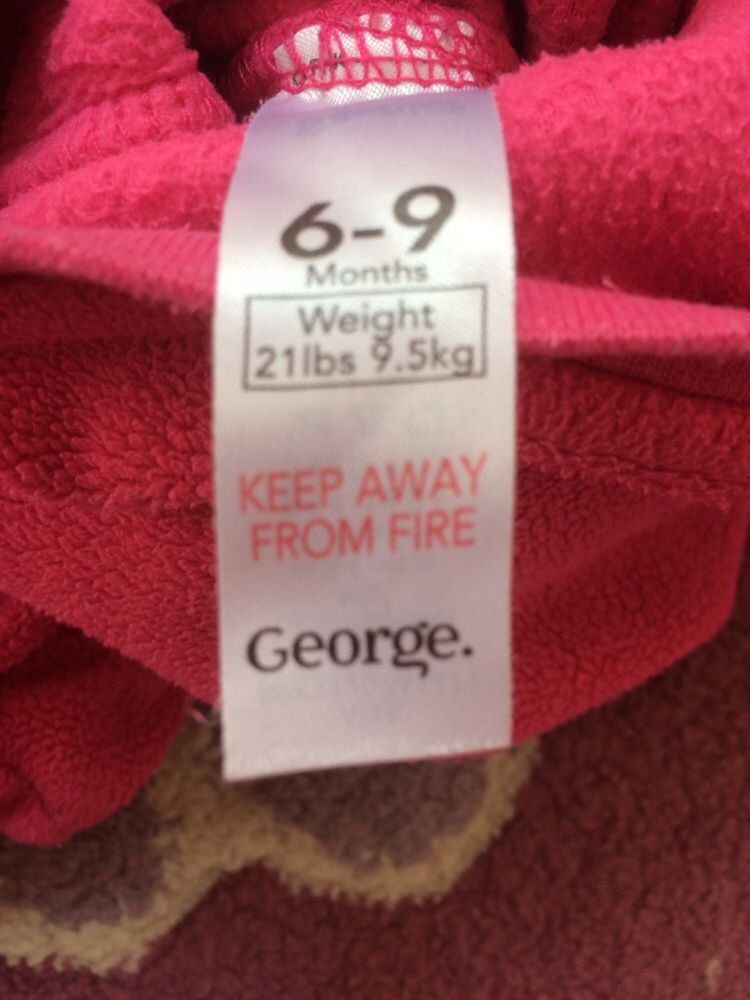 6-9
Months
Weight
21lbs 9.5kg
KEEP AWAY
FROM FIRE
George.